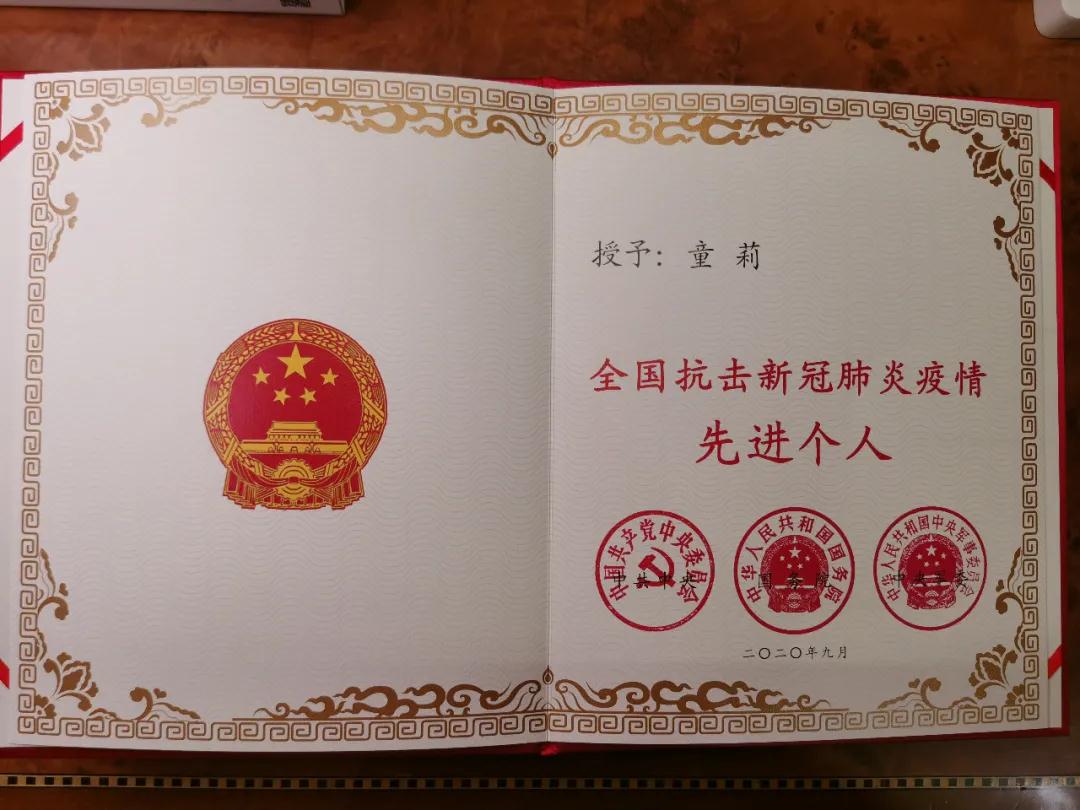 授予：童 莉
全国抗击新冠肺炎疫情
先进个人
中国共产党中央委员会
中共中央
中华人民共和国国务院
国务院
中华人民共和国中央军事委员会
中央军委
二〇二〇年九月